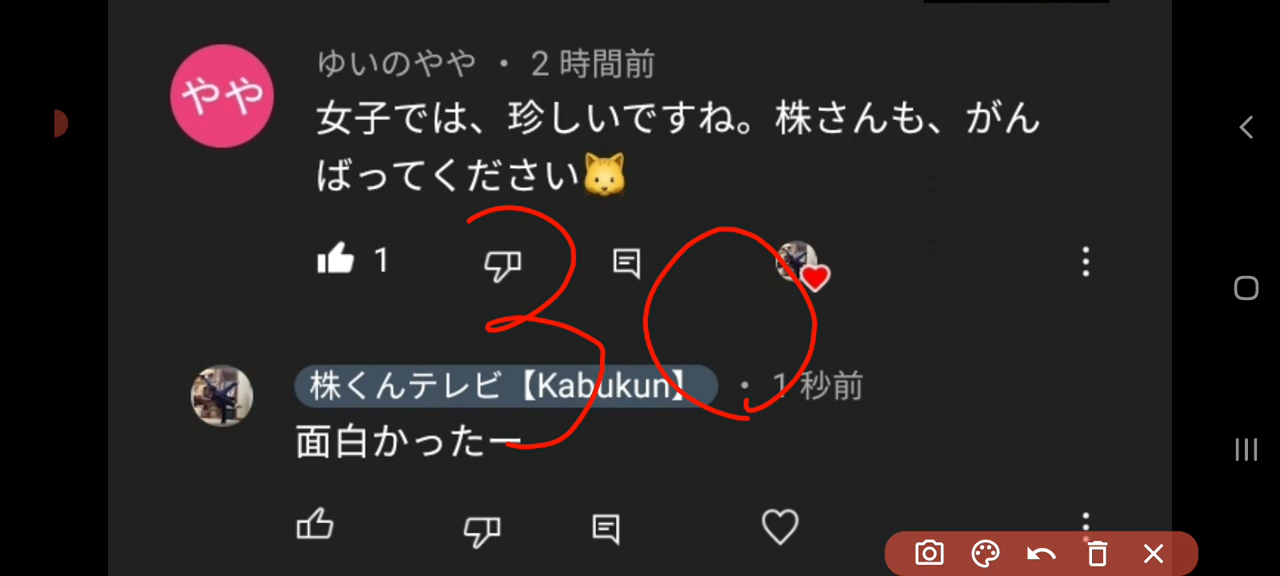 やや
ゆいのやや ・ 2 時間前
女子では、珍しいですね。株さんも、がん
ばってください🐱
1
30
株くんテレビ【Kabukun】 ・ 1 秒前
面白かったー